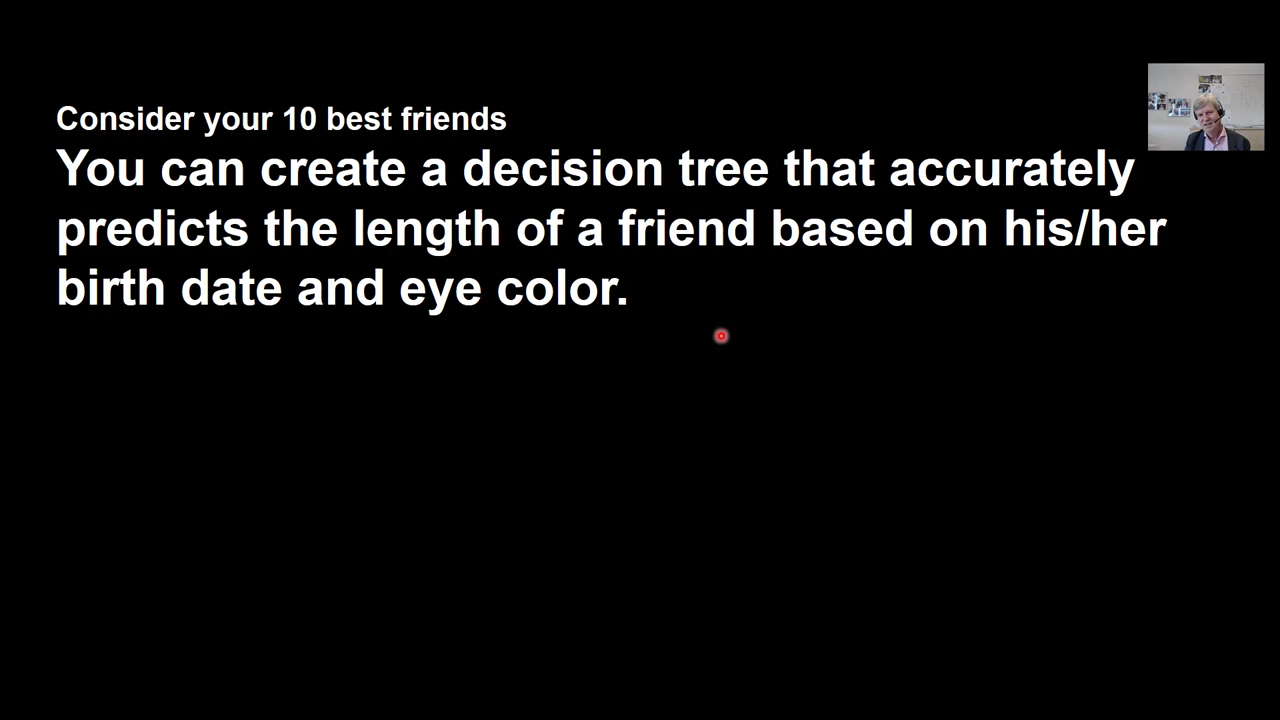 Consider your 10 best friends
You can create a decision tree that accurately
predicts the length of a friend based on his/her
birth date and eye color.